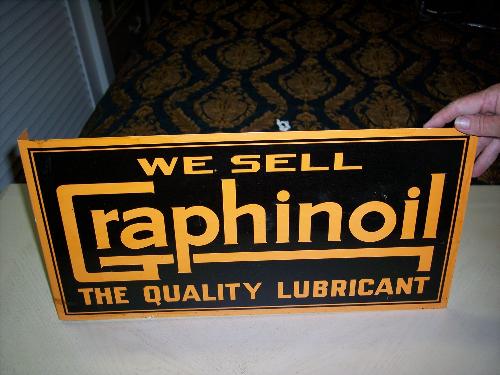 WE SELL
Graphinoil
THE QUALITY LUBRICANT